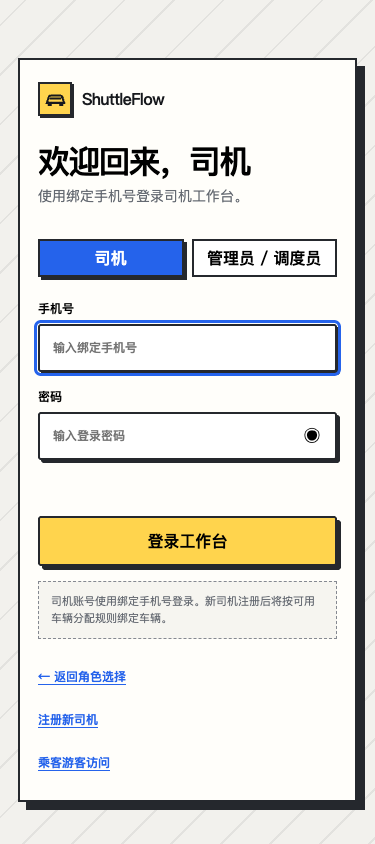 ShuttleFlow
欢迎回来，司机
使用绑定手机号登录司机工作台。
司机
管理员 / 调度员
手机号
输入绑定手机号
密码
输入登录密码
登录工作台
司机账号使用绑定手机号登录。新司机注册后将按可用
车辆分配规则绑定车辆。
← 返回角色选择
注册新司机
乘客游客访问